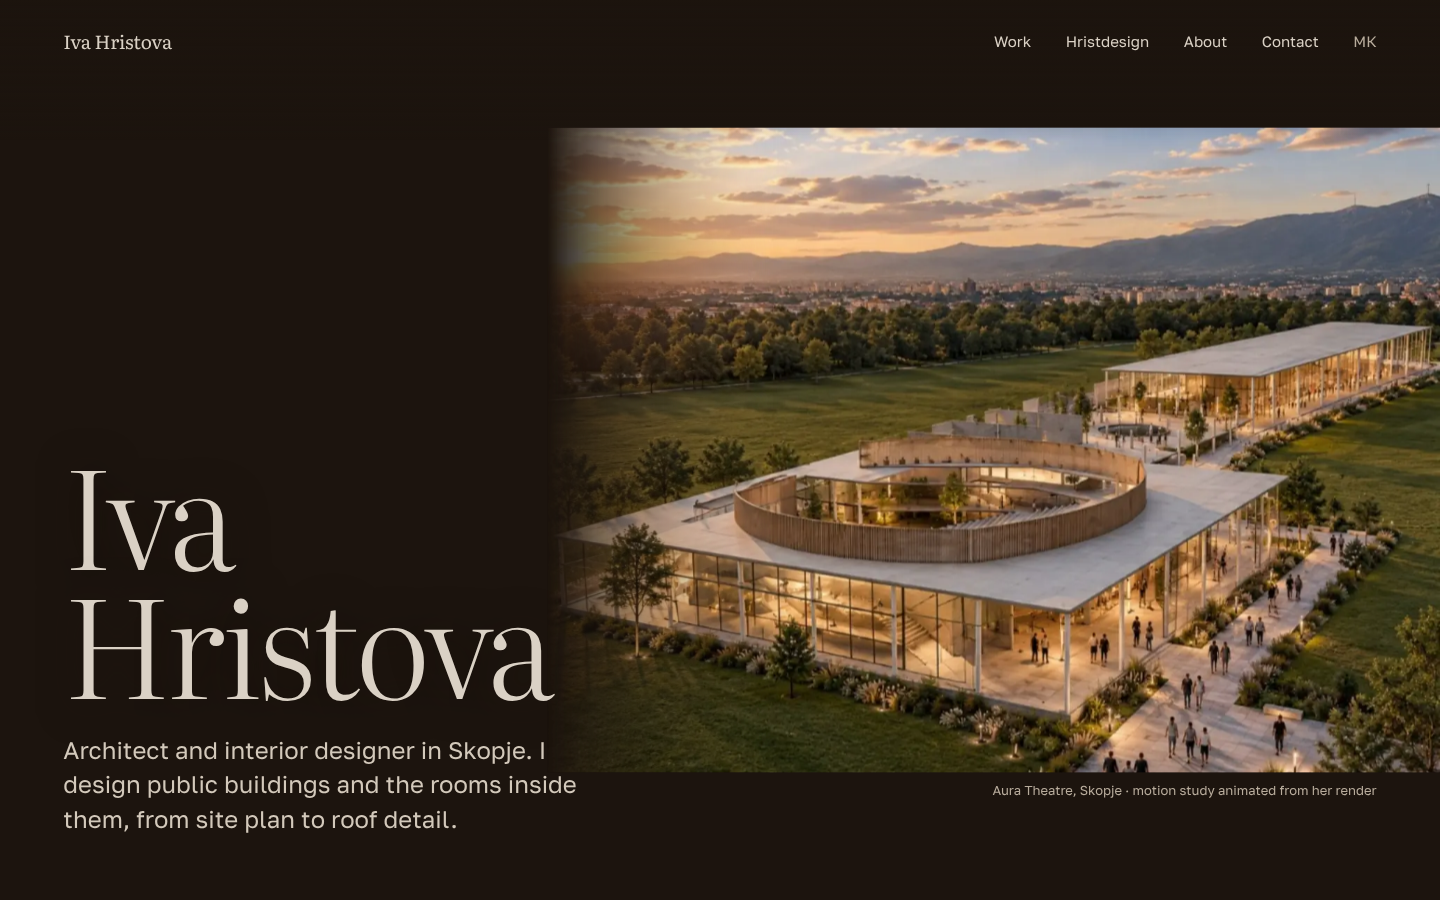 Iva Hristova
Work Hristdesign About Contact MK
Iva
Hristova
Architect and interior designer in Skopje. I
design public buildings and the rooms inside
them, from site plan to roof detail.
Aura Theatre, Skopje · motion study animated from her render